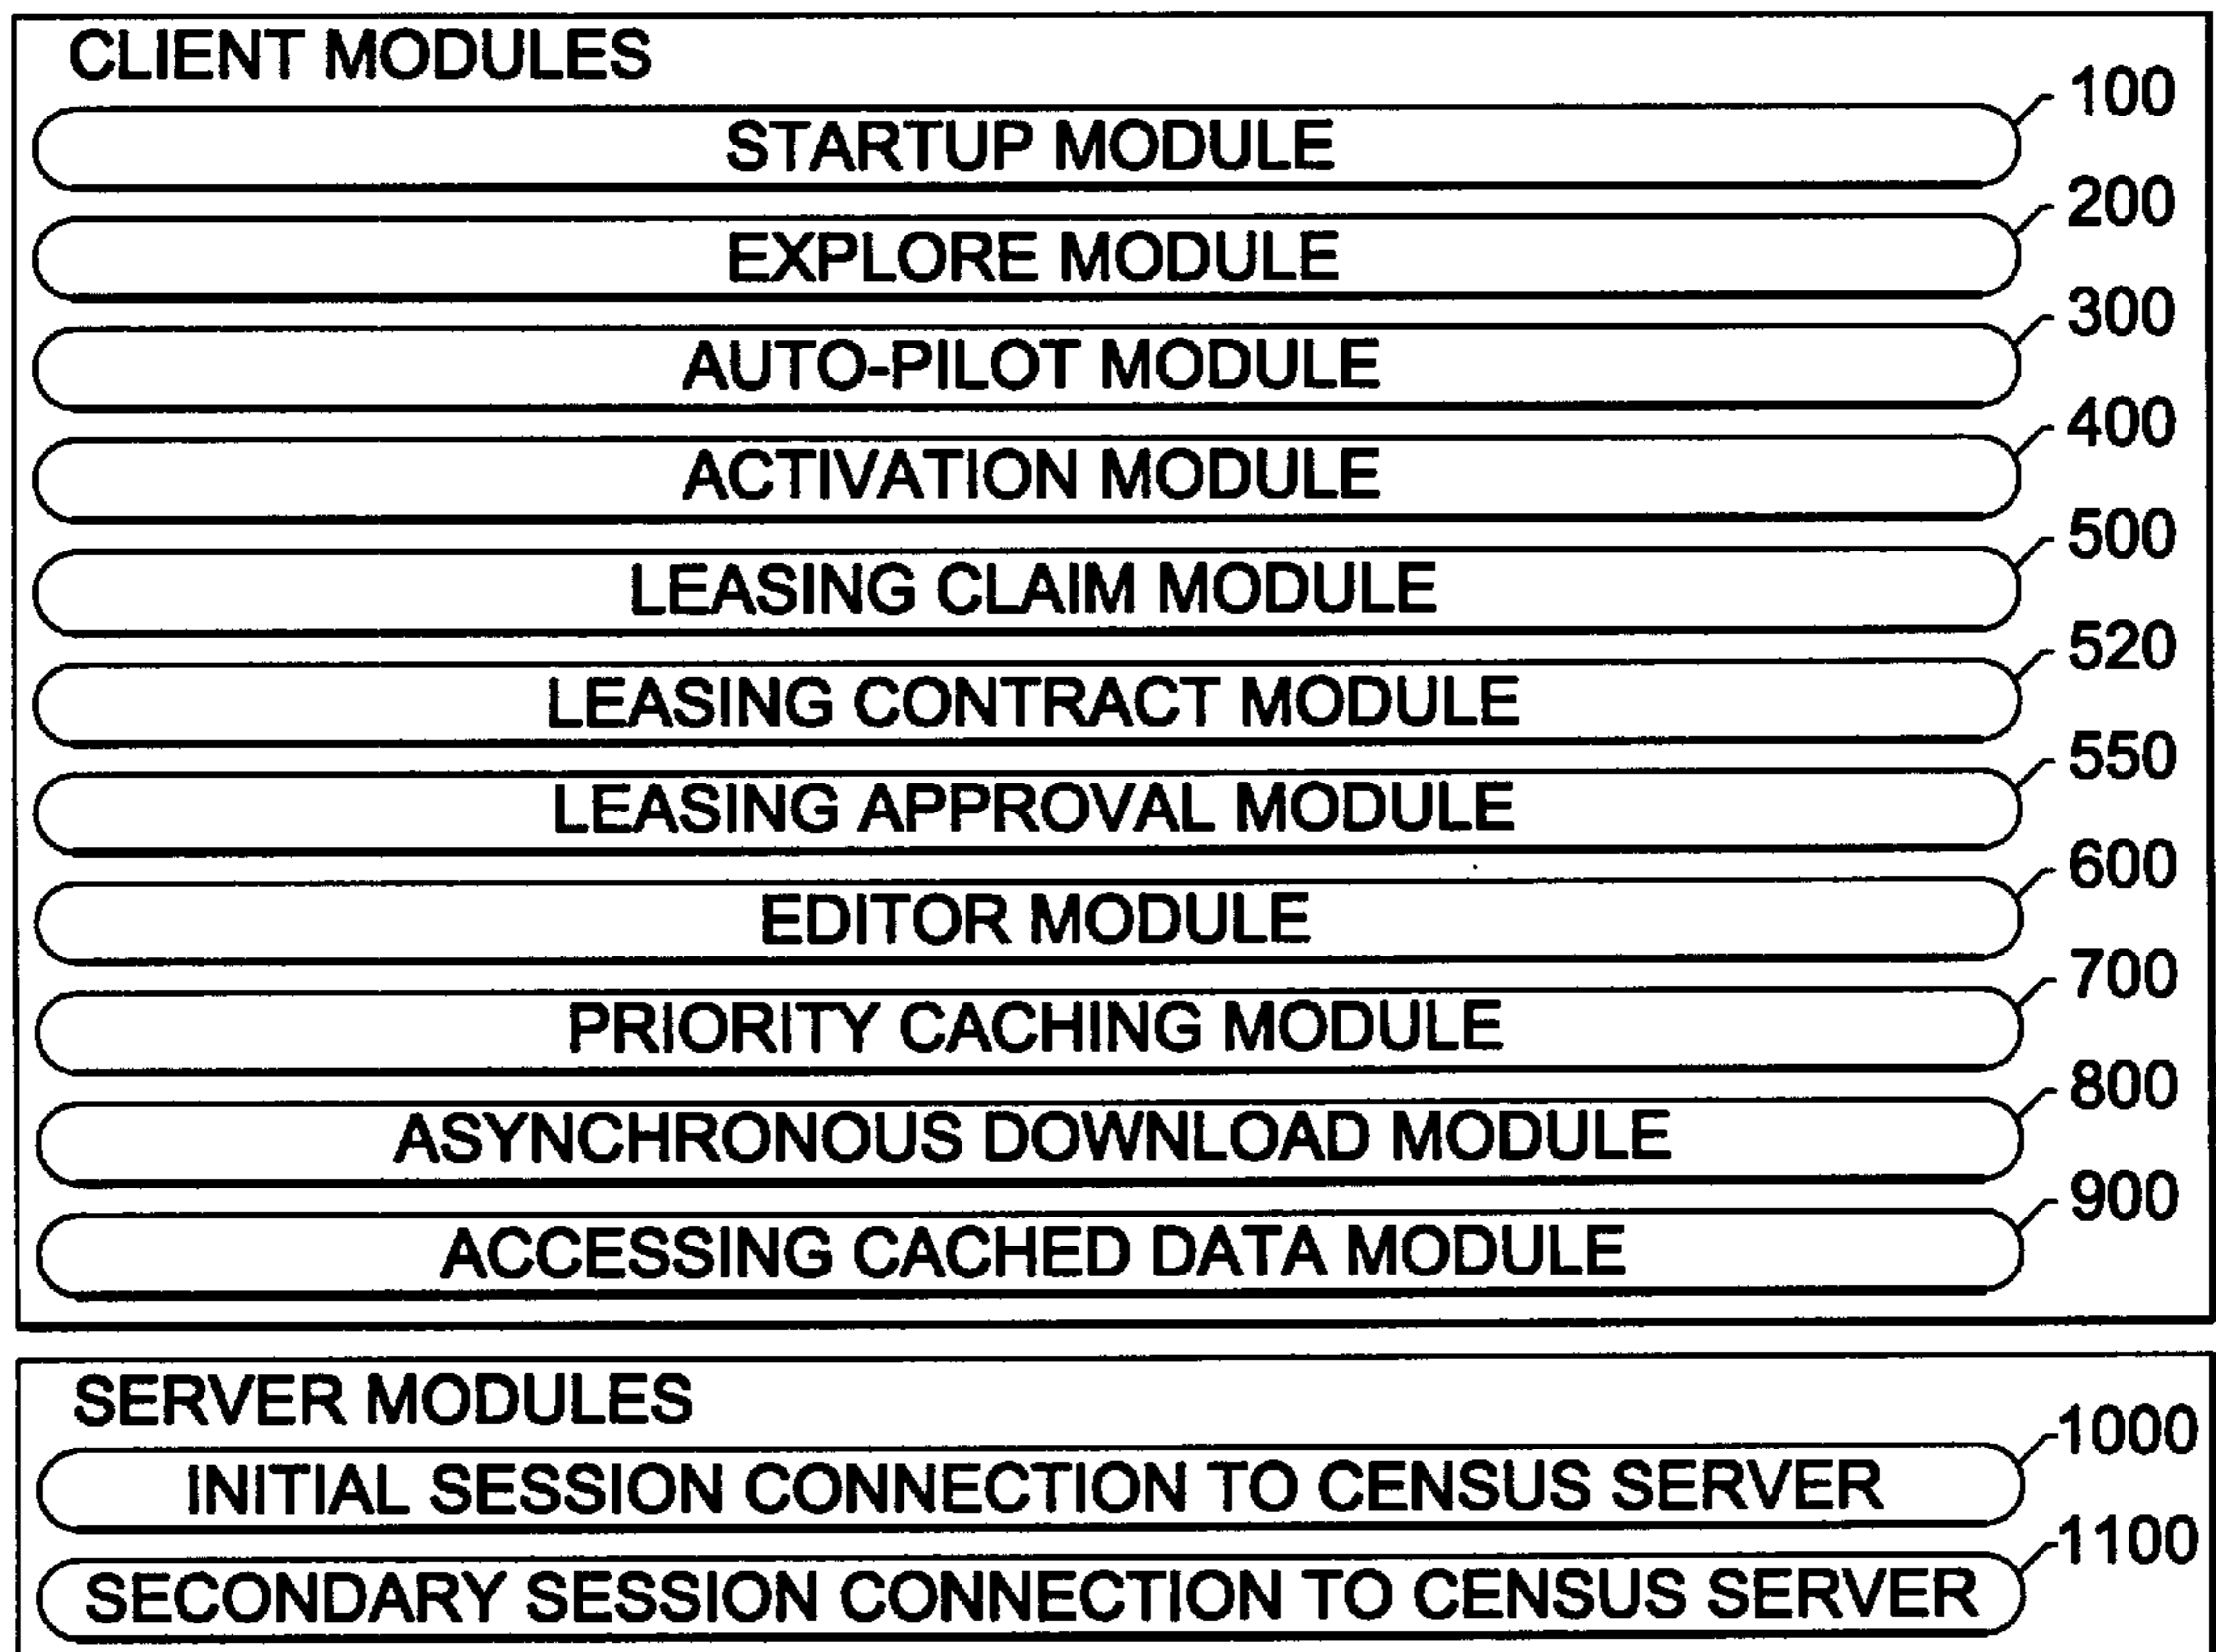 CLIENT MODULES
100
STARTUP MODULE
200
EXPLORE MODULE
300
AUTO-PILOT MODULE
400
ACTIVATION MODULE
500
LEASING CLAIM MODULE
520
LEASING CONTRACT MODULE
550
LEASING APPROVAL MODULE
600
EDITOR MODULE
700
PRIORITY CACHING MODULE
800
ASYNCHRONOUS DOWNLOAD MODULE
900
ACCESSING CACHED DATA MODULE
SERVER MODULES
1000
INITIAL SESSION CONNECTION TO CENSUS SERVER
1100
SECONDARY SESSION CONNECTION TO CENSUS SERVER